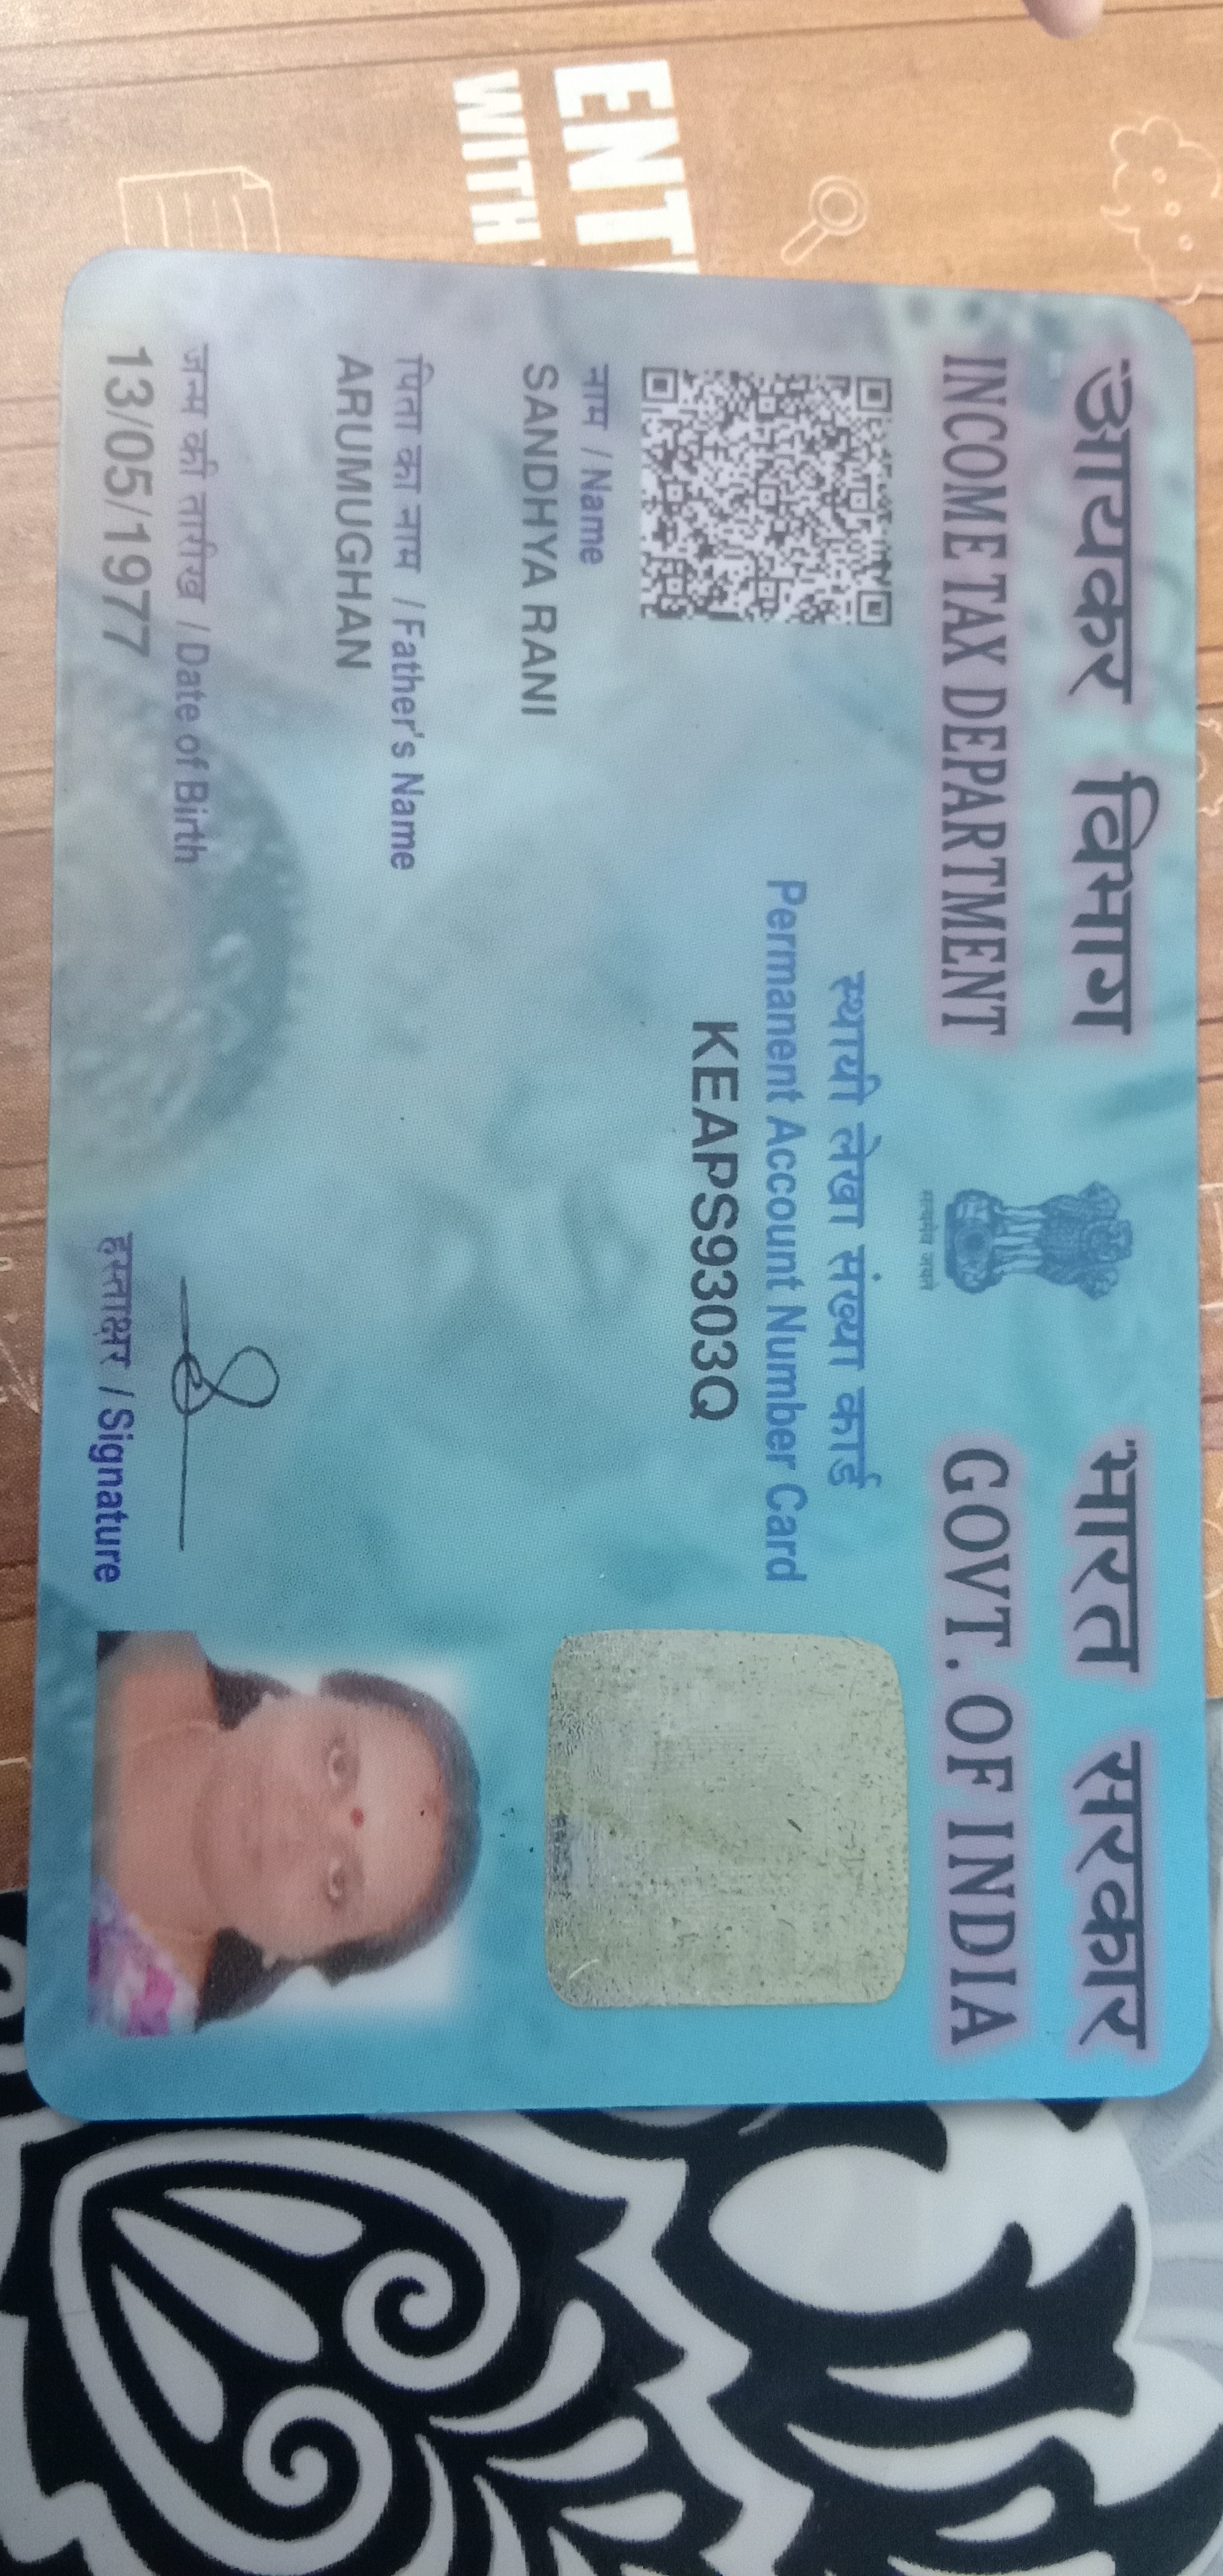 ENT
WITH
आयकर विभाग
INCOME TAX DEPARTMENT
सत्यमेव जयते
भारत सरकार
GOVT. OF INDIA
स्थायी लेखा संख्या कार्ड
Permanent Account Number Card
KEAPS9303Q
नाम / Name
SANDHYA RANI
पिता का नाम / Father's Name
ARUMUGHAN
जन्म की तारीख / Date of Birth
13/05/1977
हस्ताक्षर / Signature